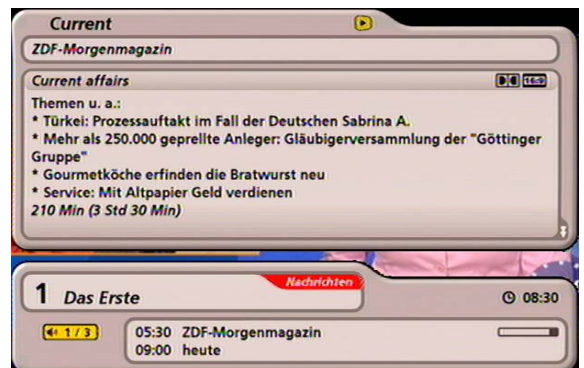 Current
ZDF-Morgenmagazin
Current affairs 16:9
Themen u. a.:
* Türkei: Prozessauftakt im Fall der Deutschen Sabrina A.
* Mehr als 250.000 geprellte Anleger: Gläubigerversammlung der "Göttinger
Gruppe"
* Gourmetköche erfinden die Bratwurst neu
* Service: Mit Altpapier Geld verdienen
210 Min (3 Std 30 Min)
Nachrichten
1 Das Erste 08:30
1 / 3 05:30 ZDF-Morgenmagazin
09:00 heute